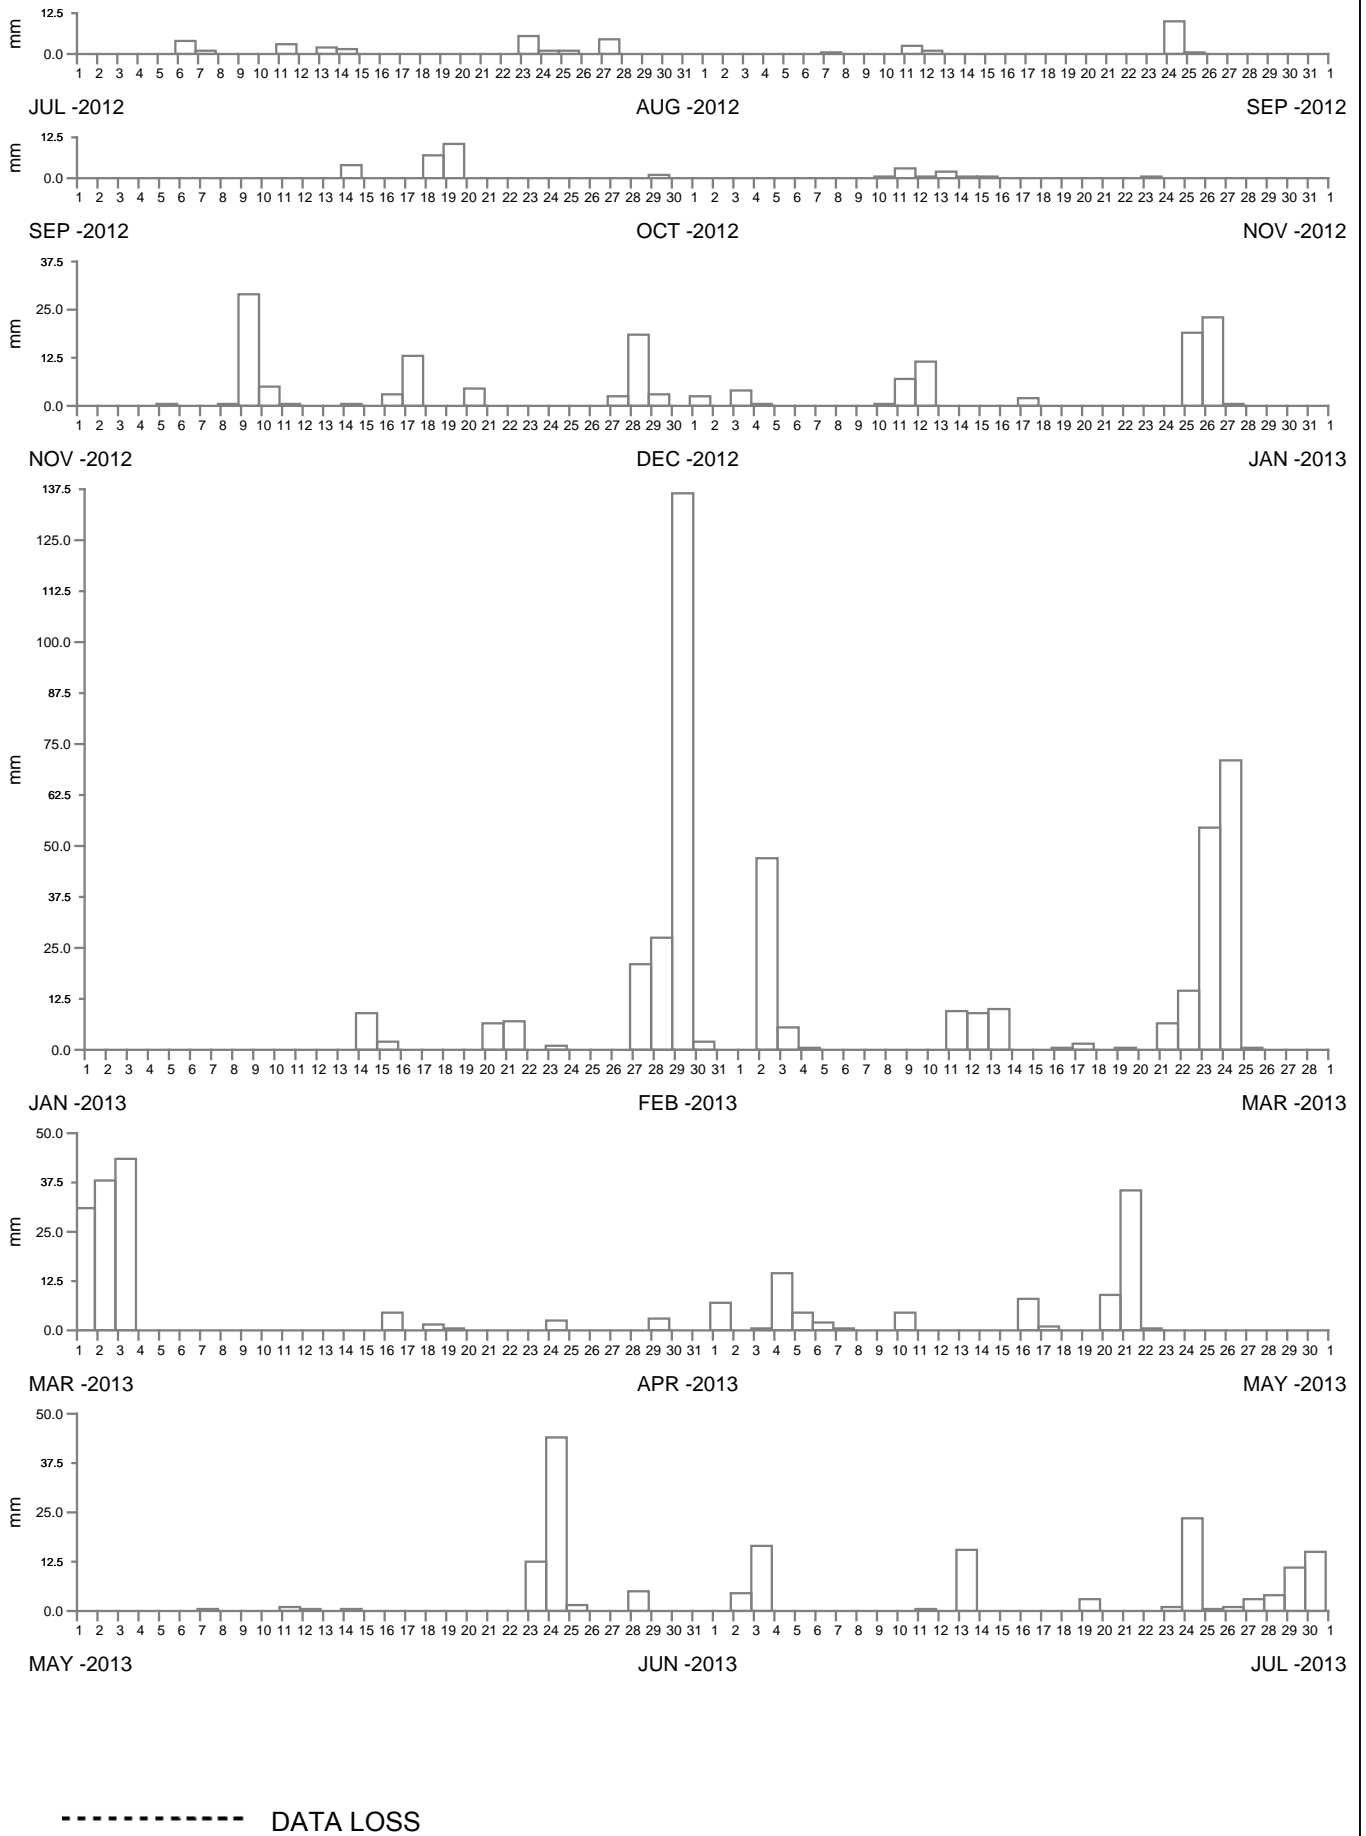 12.5
mm
0.0
1 2 3 4 5 6 7 8 9 10 11 12 13 14 15 16 17 18 19 20 21 22 23 24 25 26 27 28 29 30 31 1 2 3 4 5 6 7 8 9 10 11 12 13 14 15 16 17 18 19 20 21 22 23 24 25 26 27 28 29 30 31 1
JUL -2012 AUG -2012 SEP -2012
12.5
mm
0.0
1 2 3 4 5 6 7 8 9 10 11 12 13 14 15 16 17 18 19 20 21 22 23 24 25 26 27 28 29 30 1 2 3 4 5 6 7 8 9 10 11 12 13 14 15 16 17 18 19 20 21 22 23 24 25 26 27 28 29 30 31 1
SEP -2012 OCT -2012 NOV -2012
37.5
25.0
mm
12.5
0.0
1 2 3 4 5 6 7 8 9 10 11 12 13 14 15 16 17 18 19 20 21 22 23 24 25 26 27 28 29 30 1 2 3 4 5 6 7 8 9 10 11 12 13 14 15 16 17 18 19 20 21 22 23 24 25 26 27 28 29 30 31 1
NOV -2012 DEC -2012 JAN -2013
137.5
125.0
112.5
100.0
87.5
75.0
mm
62.5
50.0
37.5
25.0
12.5
0.0
1 2 3 4 5 6 7 8 9 10 11 12 13 14 15 16 17 18 19 20 21 22 23 24 25 26 27 28 29 30 31 1 2 3 4 5 6 7 8 9 10 11 12 13 14 15 16 17 18 19 20 21 22 23 24 25 26 27 28 1
JAN -2013 FEB -2013 MAR -2013
50.0
37.5
25.0
mm
12.5
0.0
1 2 3 4 5 6 7 8 9 10 11 12 13 14 15 16 17 18 19 20 21 22 23 24 25 26 27 28 29 30 31 1 2 3 4 5 6 7 8 9 10 11 12 13 14 15 16 17 18 19 20 21 22 23 24 25 26 27 28 29 30 1
MAR -2013 APR -2013 MAY -2013
50.0
37.5
25.0
mm
12.5
0.0
1 2 3 4 5 6 7 8 9 10 11 12 13 14 15 16 17 18 19 20 21 22 23 24 25 26 27 28 29 30 31 1 2 3 4 5 6 7 8 9 10 11 12 13 14 15 16 17 18 19 20 21 22 23 24 25 26 27 28 29 30 1
MAY -2013 JUN -2013 JUL -2013
DATA LOSS